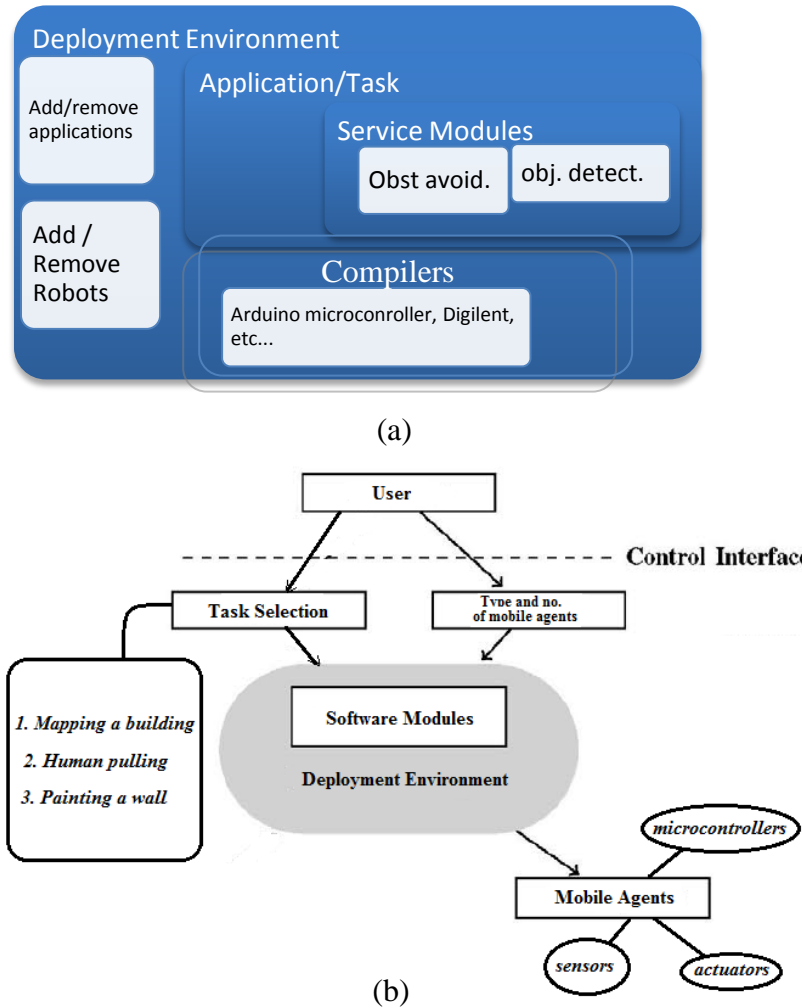 Deployment Environment
Add/remove
applications
Application/Task
Service Modules
Obst avoid.
obj. detect.
Add /
Remove
Robots
Compilers
Arduino microconroller, Digilent,
etc...
(a)
User
Control Interface
Task Selection
Type and no.
of mobile agents
1. Mapping a building
2. Human pulling
3. Painting a wall
Software Modules
Deployment Environment
microcontrollers
Mobile Agents
sensors
actuators
(b)